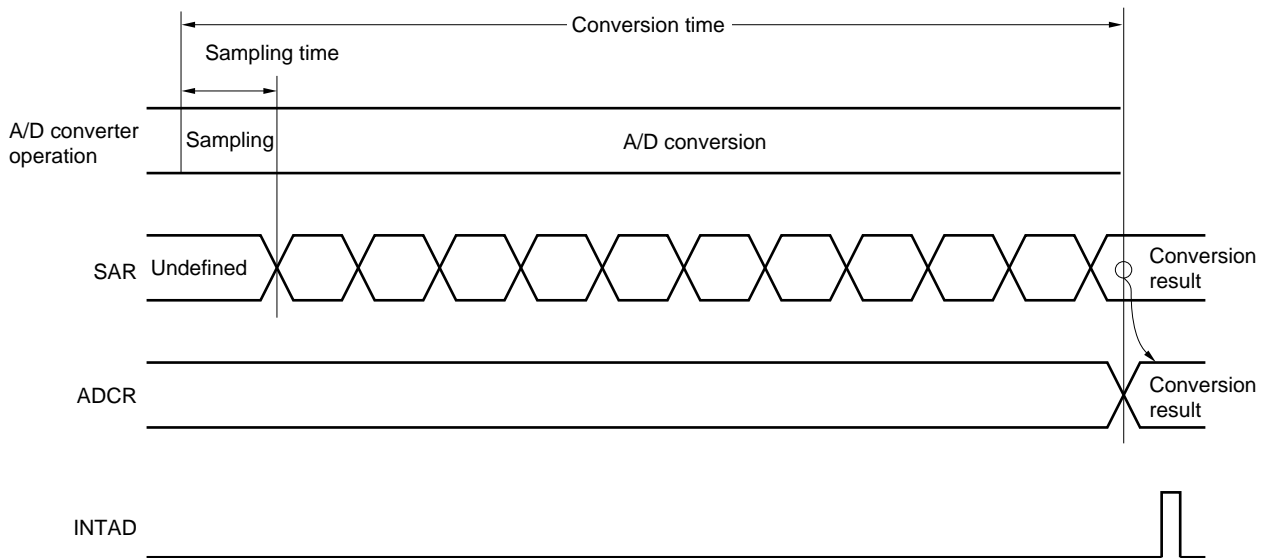 Conversion time
Sampling time
A/D converter
operation
Sampling
A/D conversion
SAR
Undefined
Conversion
result
ADCR
Conversion
result
INTAD